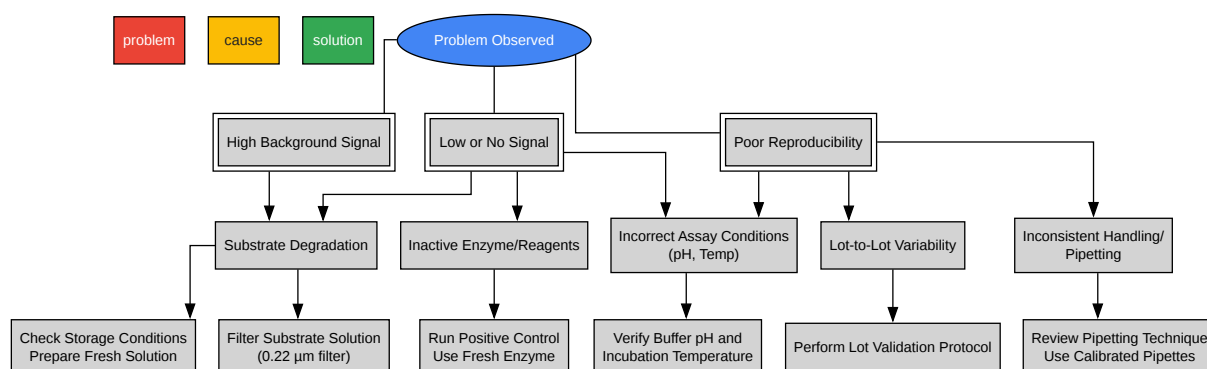 problem
cause
solution
Problem Observed
High Background Signal
Low or No Signal
Poor Reproducibility
Substrate Degradation
Inactive Enzyme/Reagents
Incorrect Assay Conditions
(pH, Temp)
Lot-to-Lot Variability
Inconsistent Handling/
Pipetting
Check Storage Conditions
Prepare Fresh Solution
Filter Substrate Solution
(0.22 µm filter)
Run Positive Control
Use Fresh Enzyme
Verify Buffer pH and
Incubation Temperature
Perform Lot Validation Protocol
Review Pipetting Technique
Use Calibrated Pipettes